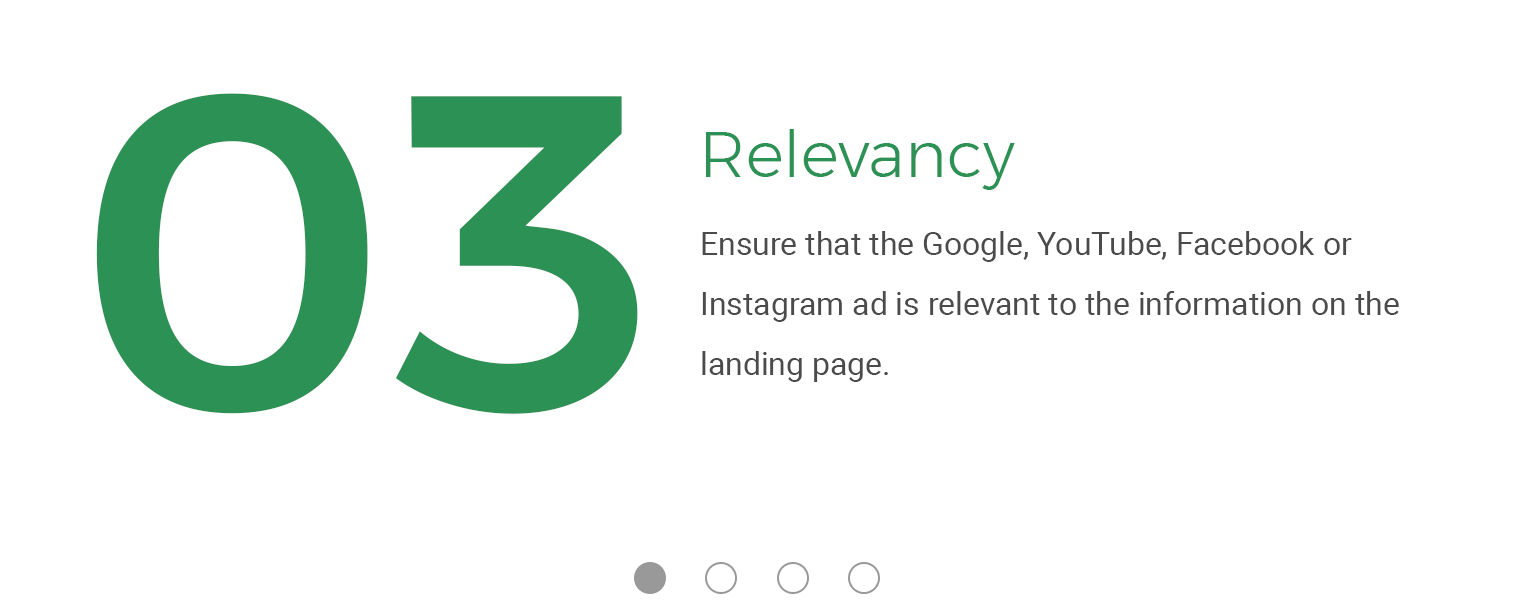 03
Relevancy
Ensure that the Google, YouTube, Facebook or
Instagram ad is relevant to the information on the
landing page.